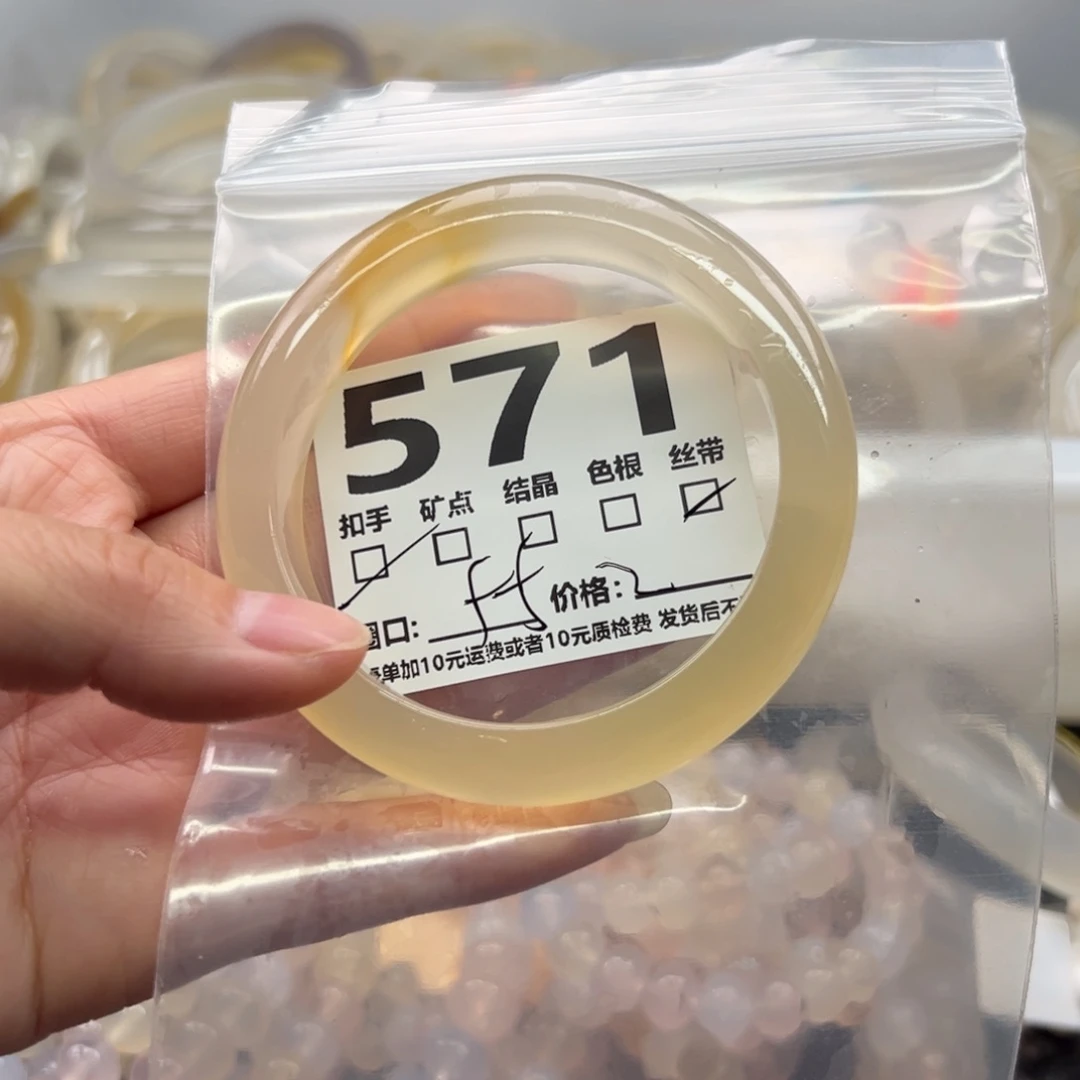 571
扣手 矿点 结晶 色根 丝带
圈口: 价格:
单加10元运费或者10元质检费 发货后不